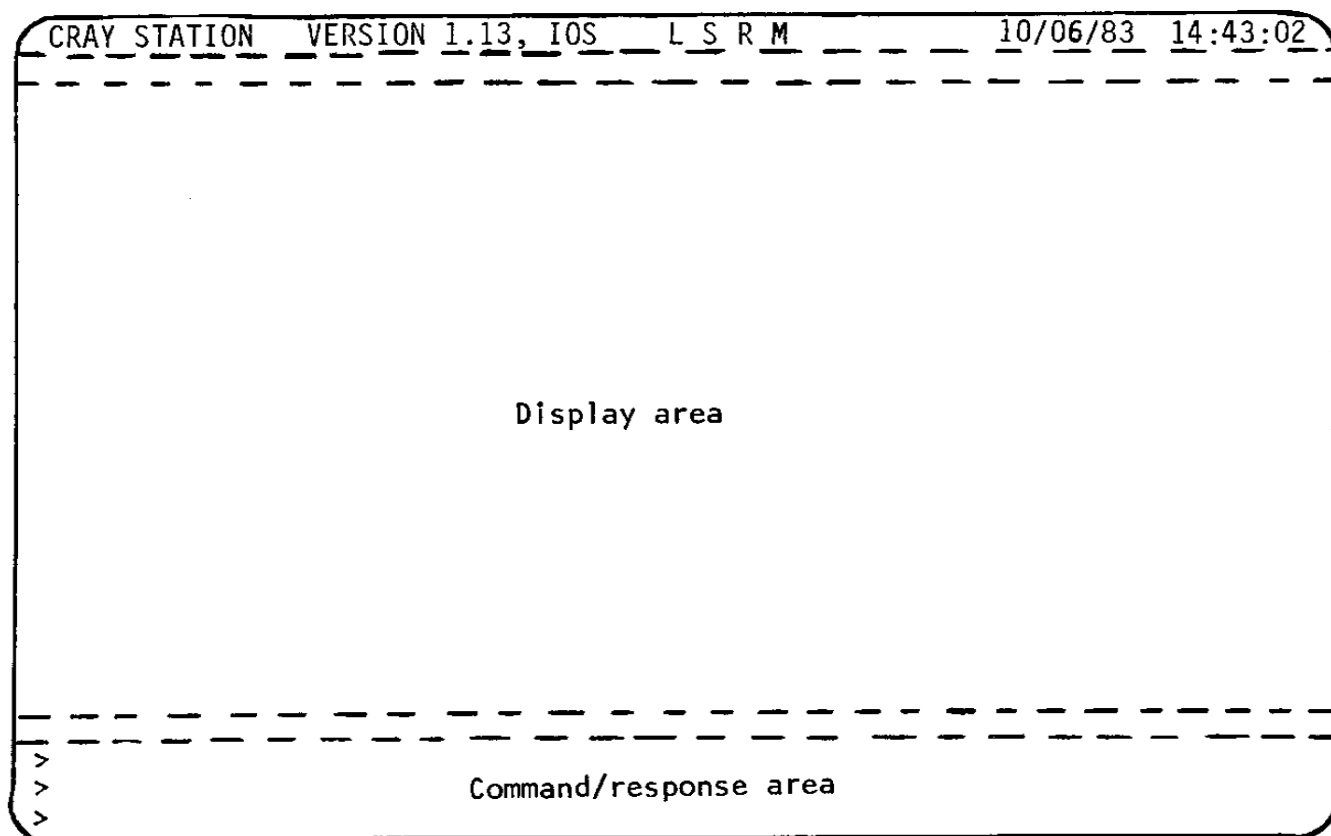 CRAY STATION VERSION 1.13, IOS L S R M 10/06/83 14:43:02
Display area
>
> Command/response area
>